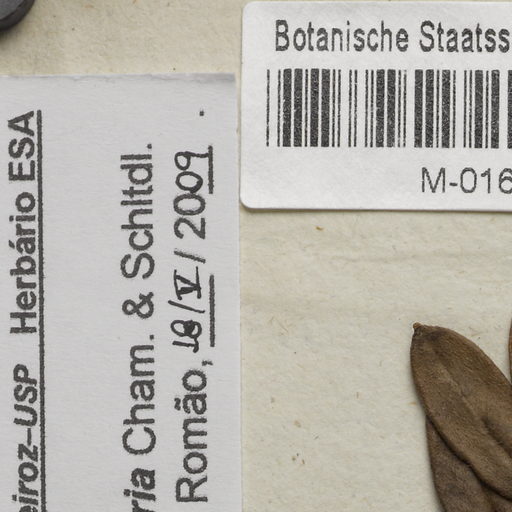 Botanische Staatss
M-016
eiroz–USP Herbário ESA
ria Cham. & Schltdl.
Romão, 18/V/2009.